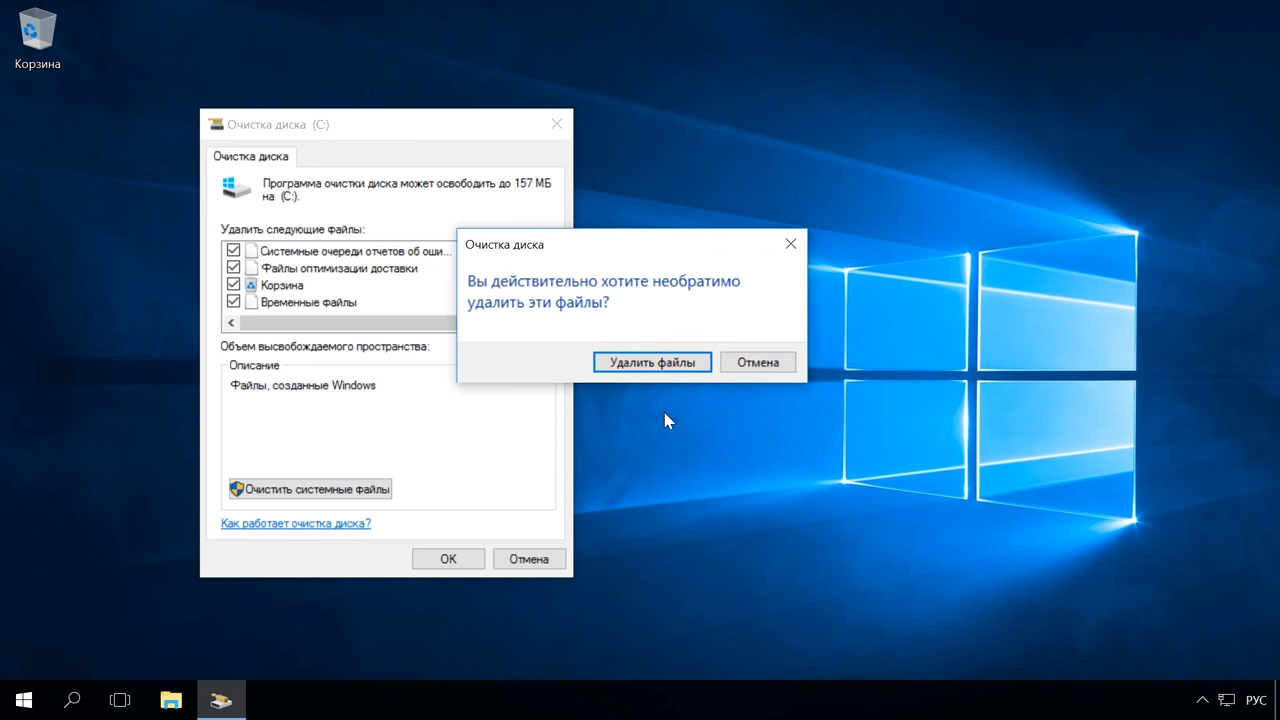 Корзина
Очистка диска (C:)
Очистка диска
Программа очистки диска может освободить до 157 МБ
на (C:).
Удалить следующие файлы:
Системные очереди отчетов об оши...
Файлы оптимизации доставки
Корзина
Временные файлы
Объем высвобождаемого пространства:
Описание
Файлы, созданные Windows
Очистить системные файлы
Как работает очистка диска?
OK
Отмена
Очистка диска
Вы действительно хотите необратимо
удалить эти файлы?
Удалить файлы
Отмена
РУС